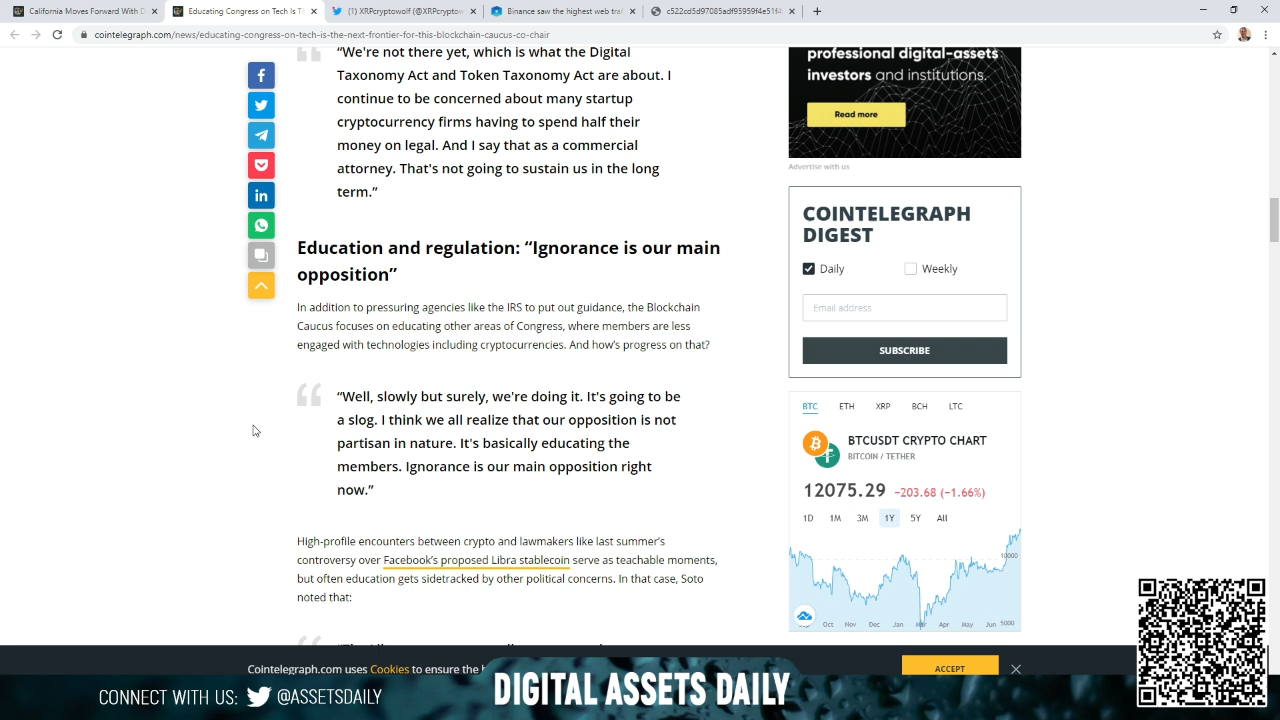 Coming Forward With D
Educating Congress on Tech Is T
(1) XRPcryptowolf (@XRPcryptow
Binance saw the highest web tra
c522cd5d97085adf95959f4e51f4
cointelegraph.com/news/educating-congress-on-tech-is-the-next-frontier-for-this-blockchain-caucus-co-chair
"We're not there yet, which is what the Digital
Taxonomy Act and Token Taxonomy Act are about. I
continue to be concerned about many startup
cryptocurrency firms having to spend half their
money on legal. And I say that as a commercial
attorney. That's not going to sustain us in the long
term."
Education and regulation: “Ignorance is our main
opposition”
In addition to pressuring agencies like the IRS to put out guidance, the Blockchain
Caucus focuses on educating other areas of Congress, where members are less
engaged with technologies including cryptocurrencies. And how’s progress on that?
“Well, slowly but surely, we're doing it. It's going to be
a slog. I think we all realize that our opposition is not
partisan in nature. It's basically educating the
members. Ignorance is our main opposition right
now.”
High-profile encounters between crypto and lawmakers like last summer’s
controversy over Facebook’s proposed Libra stablecoin serve as teachable moments,
but often education gets sidetracked by other political concerns. In that case, Soto
noted that:
professional digital-assets
investors and institutions.
Read more
Advertise with us
COINTELEGRAPH
DIGEST
Daily
Weekly
Email address
SUBSCRIBE
BTC ETH XRP BCH LTC
BTCUSDT CRYPTO CHART
BITCOIN / TETHER
12075.29 −203.68 (−1.66%)
1D 1M 3M 1Y 5Y All
10000
Oct Nov Dec Jan Mar Apr May Jun 5000
Cointelegraph.com uses Cookies to ensure the b
ACCEPT
CONNECT WITH US: @ASSETSDAILY
DIGITAL ASSETS DAILY